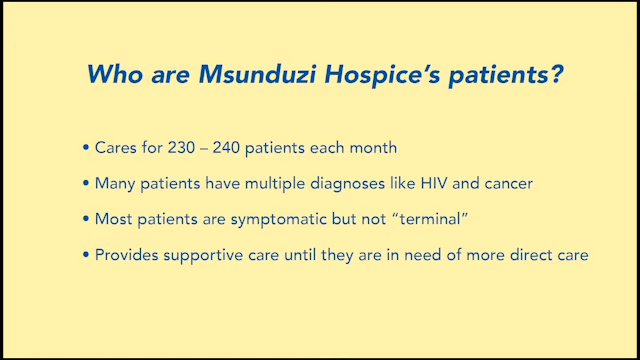 Who are Msunduzi Hospice’s patients?
• Cares for 230 – 240 patients each month
• Many patients have multiple diagnoses like HIV and cancer
• Most patients are symptomatic but not “terminal”
• Provides supportive care until they are in need of more direct care